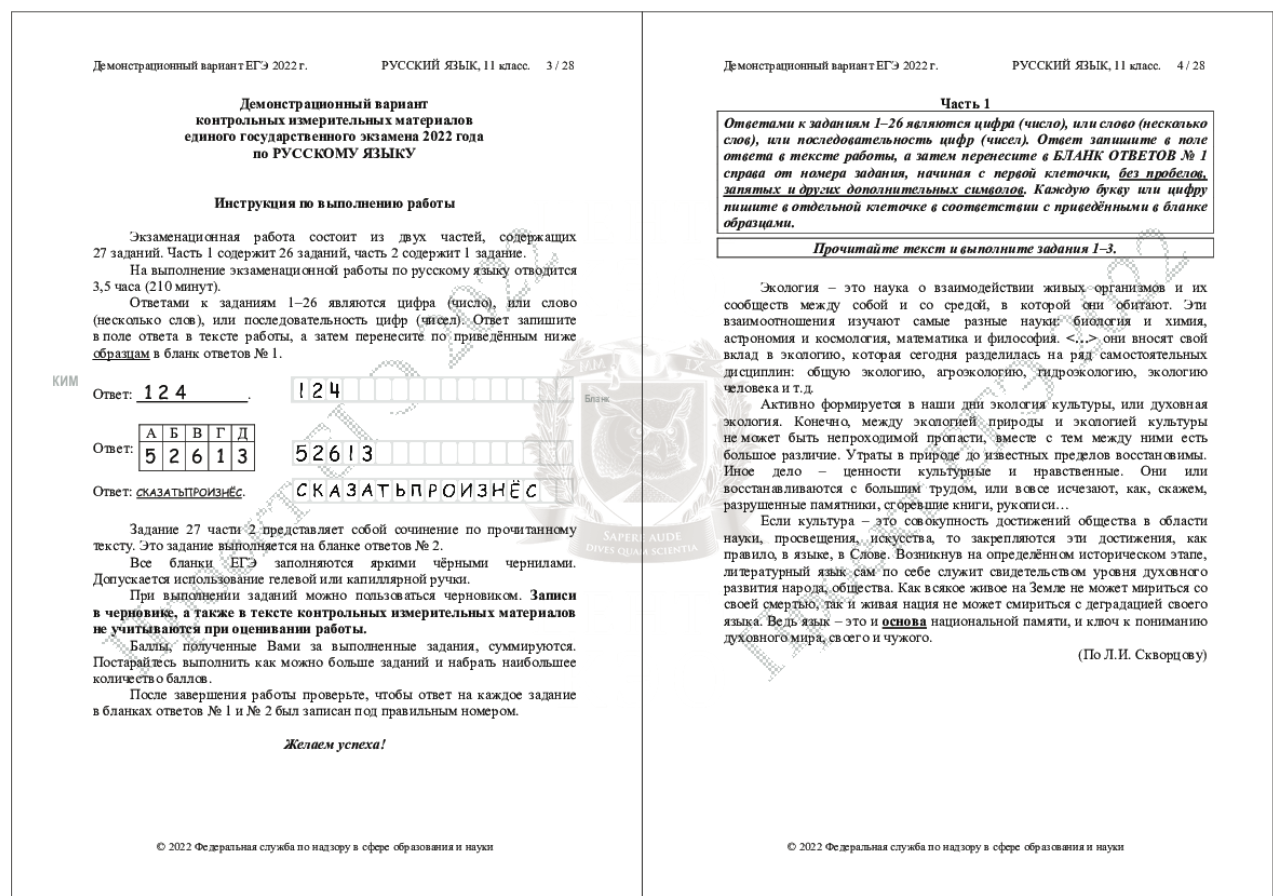 Демонстрационный вариант ЕГЭ 2022 г. РУССКИЙ ЯЗЫК, 11 класс. 3 / 28
Демонстрационный вариант
контрольных измерительных материалов
единого государственного экзамена 2022 года
по РУССКОМУ ЯЗЫКУ
Инструкция по выполнению работы
Экзаменационная работа состоит из двух частей, содержащих
27 заданий. Часть 1 содержит 26 заданий, часть 2 содержит 1 задание.
На выполнение экзаменационной работы по русскому языку отводится
3,5 часа (210 минут).
Ответами к заданиям 1–26 являются цифра (число), или слово
(несколько слов), или последовательность цифр (чисел). Ответ запишите
в поле ответа в тексте работы, а затем перенесите по приведённым ниже
образцам в бланк ответов № 1.
КИМ
Ответ: 1 2 4 . 1 2 4
Бланк
А Б В Г Д
Ответ: 5 2 6 1 3 5 2 6 1 3
Ответ: СКАЗАТЬПРОИЗНЁС. СКАЗАТЬПРОИЗНЁС
Задание 27 части 2 представляет собой сочинение по прочитанному
тексту. Это задание выполняется на бланке ответов № 2.
Все бланки ЕГЭ заполняются яркими чёрными чернилами.
Допускается использование гелевой или капиллярной ручки.
При выполнении заданий можно пользоваться черновиком. Записи
в черновике, а также в тексте контрольных измерительных материалов
не учитываются при оценивании работы.
Баллы, полученные Вами за выполненные задания, суммируются.
Постарайтесь выполнить как можно больше заданий и набрать наибольшее
количество баллов.
После завершения работы проверьте, чтобы ответ на каждое задание
в бланках ответов № 1 и № 2 был записан под правильным номером.
Желаем успеха!
© 2022 Федеральная служба по надзору в сфере образования и науки
MM IX
SAPERE AUDE
DIVES QUAM SCIENTIA
Демонстрационный вариант ЕГЭ 2022 г. РУССКИЙ ЯЗЫК, 11 класс. 4 / 28
Часть 1
Ответами к заданиям 1–26 являются цифра (число), или слово (несколько
слов), или последовательность цифр (чисел). Ответ запишите в поле
ответа в тексте работы, а затем перенесите в БЛАНК ОТВЕТОВ № 1
справа от номера задания, начиная с первой клеточки, без пробелов,
запятых и других дополнительных символов. Каждую букву или цифру
пишите в отдельной клеточке в соответствии с приведёнными в бланке
образцами.
Прочитайте текст и выполните задания 1–3.
Экология – это наука о взаимодействии живых организмов и их
сообществ между собой и со средой, в которой они обитают. Эти
взаимоотношения изучают самые разные науки: биология и химия,
астрономия и космология, математика и философия. <…> они вносят свой
вклад в экологию, которая сегодня разделилась на ряд самостоятельных
дисциплин: общую экологию, агроэкологию, гидроэкологию, экологию
человека и т.д.
Активно формируется в наши дни экология культуры, или духовная
экология. Конечно, между экологией природы и экологией культуры
не может быть непроходимой пропасти, вместе с тем между ними есть
большое различие. Утраты в природе до известных пределов восстановимы.
Иное дело – ценности культурные и нравственные. Они или
восстанавливаются с большим трудом, или вовсе исчезают, как, скажем,
разрушенные памятники, сгоревшие книги, рукописи…
Если культура – это совокупность достижений общества в области
науки, просвещения, искусства, то закрепляются эти достижения, как
правило, в языке, в Слове. Возникнув на определённом историческом этапе,
литературный язык сам по себе служит свидетельством уровня духовного
развития народа, общества. Как всякое живое на Земле не может мириться со
своей смертью, так и живая нация не может смириться с деградацией своего
языка. Ведь язык – это и основа национальной памяти, и ключ к пониманию
духовного мира, своего и чужого.
(По Л.И. Скворцову)
© 2022 Федеральная служба по надзору в сфере образования и науки